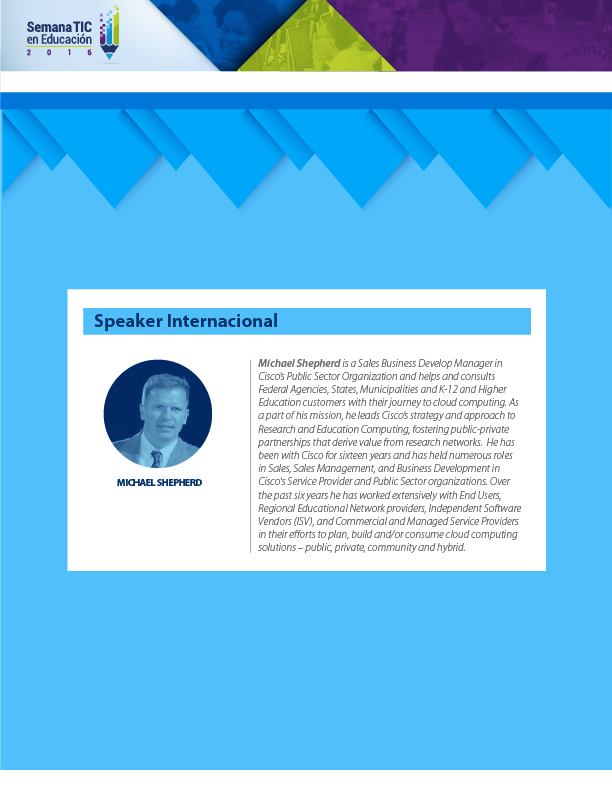 Semana TIC
en Educación
2 0 1 6
Speaker Internacional
Michael Shepherd is a Sales Business Develop Manager in
Cisco's Public Sector Organization and helps and consults
Federal Agencies, States, Municipalities and K-12 and Higher
Education customers with their journey to cloud computing. As
a part of his mission, he leads Cisco's strategy and approach to
Research and Education Computing, fostering public-private
partnerships that derive value from research networks. He has
been with Cisco for sixteen years and has held numerous roles
in Sales, Sales Management, and Business Development in
Cisco's Service Provider and Public Sector organizations. Over
the past six years he has worked extensively with End Users,
Regional Educational Network providers, Independent Software
Vendors (ISV), and Commercial and Managed Service Providers
in their efforts to plan, build and/or consume cloud computing
solutions – public, private, community and hybrid.
MICHAEL SHEPHERD